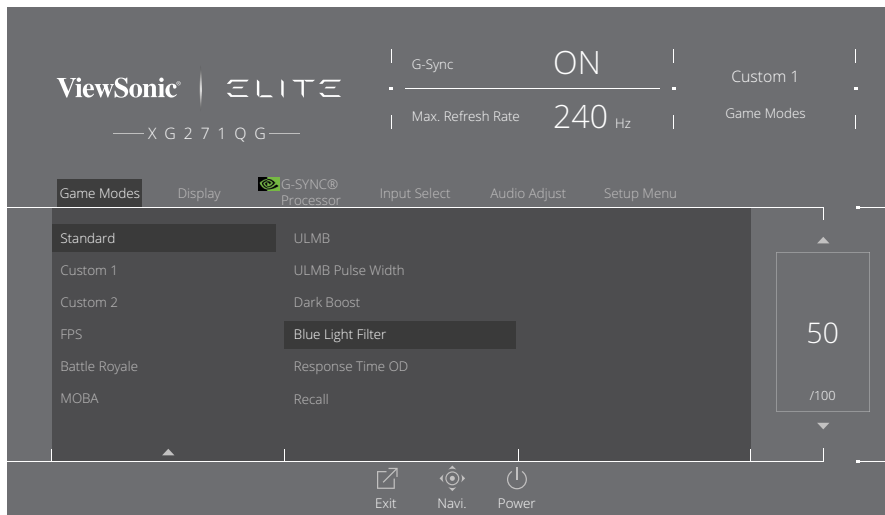 ViewSonic® ELITE
XG271QG
G-Sync ON
Max. Refresh Rate 240 Hz
Custom 1
Game Modes
Game Modes Display G-SYNC® Processor Input Select Audio Adjust Setup Menu
Standard
Custom 1
Custom 2
FPS
Battle Royale
MOBA
ULMB
ULMB Pulse Width
Dark Boost
Blue Light Filter
Response Time OD
Recall
50
/100
Exit Navi. Power